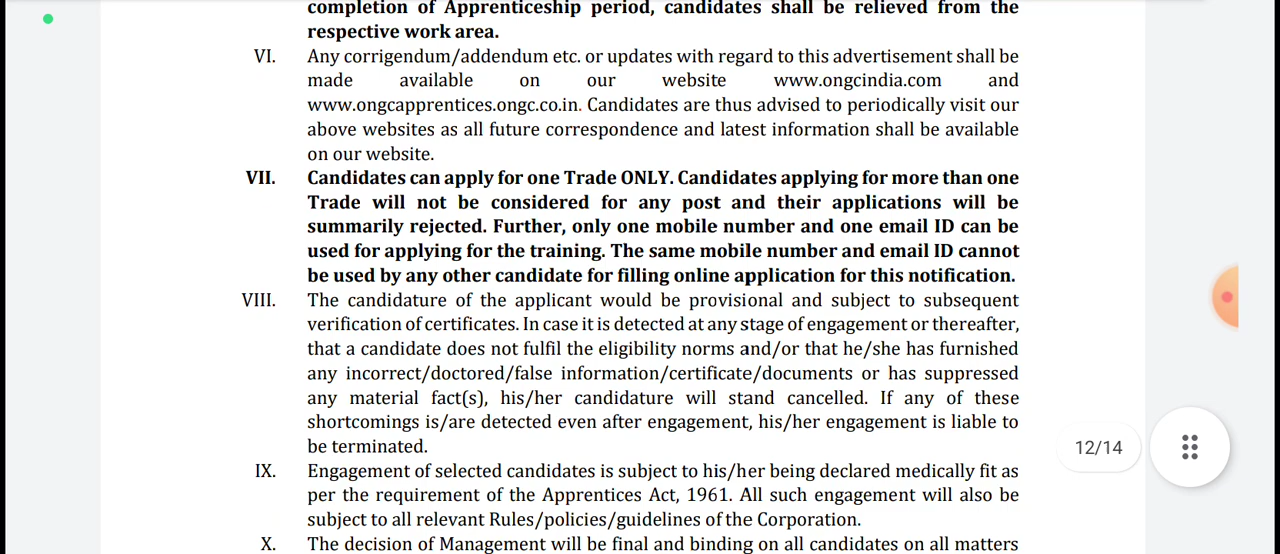 completion of Apprenticeship period, candidates shall be relieved from the
respective work area.
VI. Any corrigendum/addendum etc. or updates with regard to this advertisement shall be
made available on our website www.ongcindia.com and
www.ongcapprentices.ongc.co.in. Candidates are thus advised to periodically visit our
above websites as all future correspondence and latest information shall be available
on our website.
VII. Candidates can apply for one Trade ONLY. Candidates applying for more than one
Trade will not be considered for any post and their applications will be
summarily rejected. Further, only one mobile number and one email ID can be
used for applying for the training. The same mobile number and email ID cannot
be used by any other candidate for filling online application for this notification.
VIII. The candidature of the applicant would be provisional and subject to subsequent
verification of certificates. In case it is detected at any stage of engagement or thereafter,
that a candidate does not fulfil the eligibility norms and/or that he/she has furnished
any incorrect/doctored/false information/certificate/documents or has suppressed
any material fact(s), his/her candidature will stand cancelled. If any of these
shortcomings is/are detected even after engagement, his/her engagement is liable to
be terminated.
12/14
IX. Engagement of selected candidates is subject to his/her being declared medically fit as
per the requirement of the Apprentices Act, 1961. All such engagement will also be
subject to all relevant Rules/policies/guidelines of the Corporation.
X. The decision of Management will be final and binding on all candidates on all matters